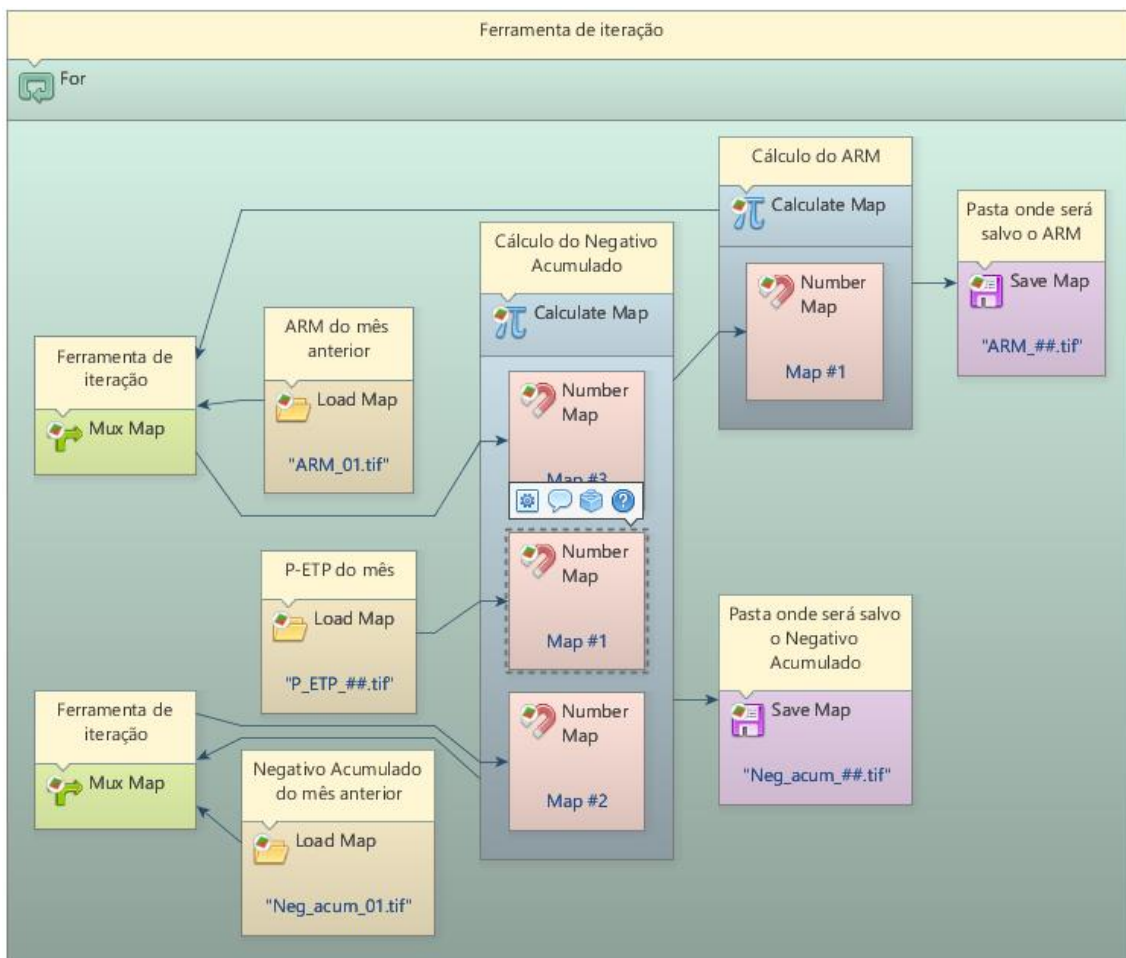 Ferramenta de iteração
For
Cálculo do ARM
Calculate Map
Number
Map
Map #1
Pasta onde será
salvo o ARM
Save Map
"ARM_##.tif"
Cálculo do Negativo
Acumulado
Calculate Map
Number
Map
Map #3
Number
Map
Map #1
Number
Map
Map #2
ARM do mês
anterior
Load Map
"ARM_01.tif"
Ferramenta de
iteração
Mux Map
P-ETP do mês
Load Map
"P_ETP_##.tif"
Pasta onde será salvo
o Negativo
Acumulado
Save Map
"Neg_acum_##.tif"
Ferramenta de
iteração
Mux Map
Negativo Acumulado
do mês anterior
Load Map
"Neg_acum_01.tif"